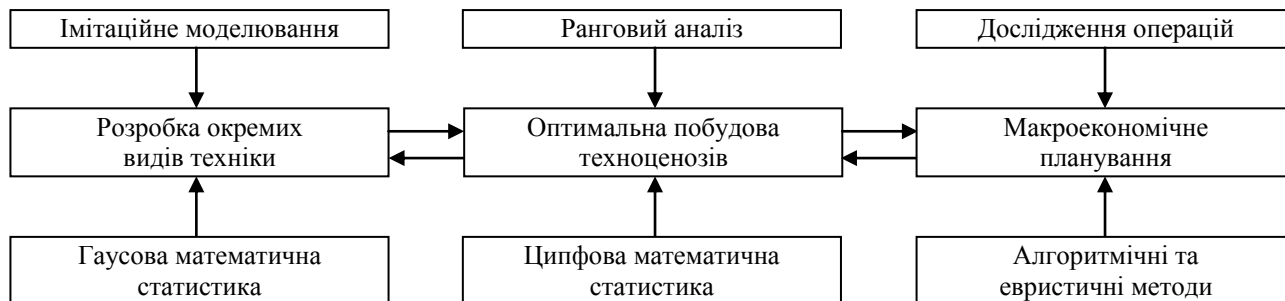 Імітаційне моделювання
Ранговий аналіз
Дослідження операцій
Розробка окремих
видів техніки
Оптимальна побудова
техноценозів
Макроекономічне
планування
Гаусова математична
статистика
Ципфова математична
статистика
Алгоритмічні та
евристичні методи